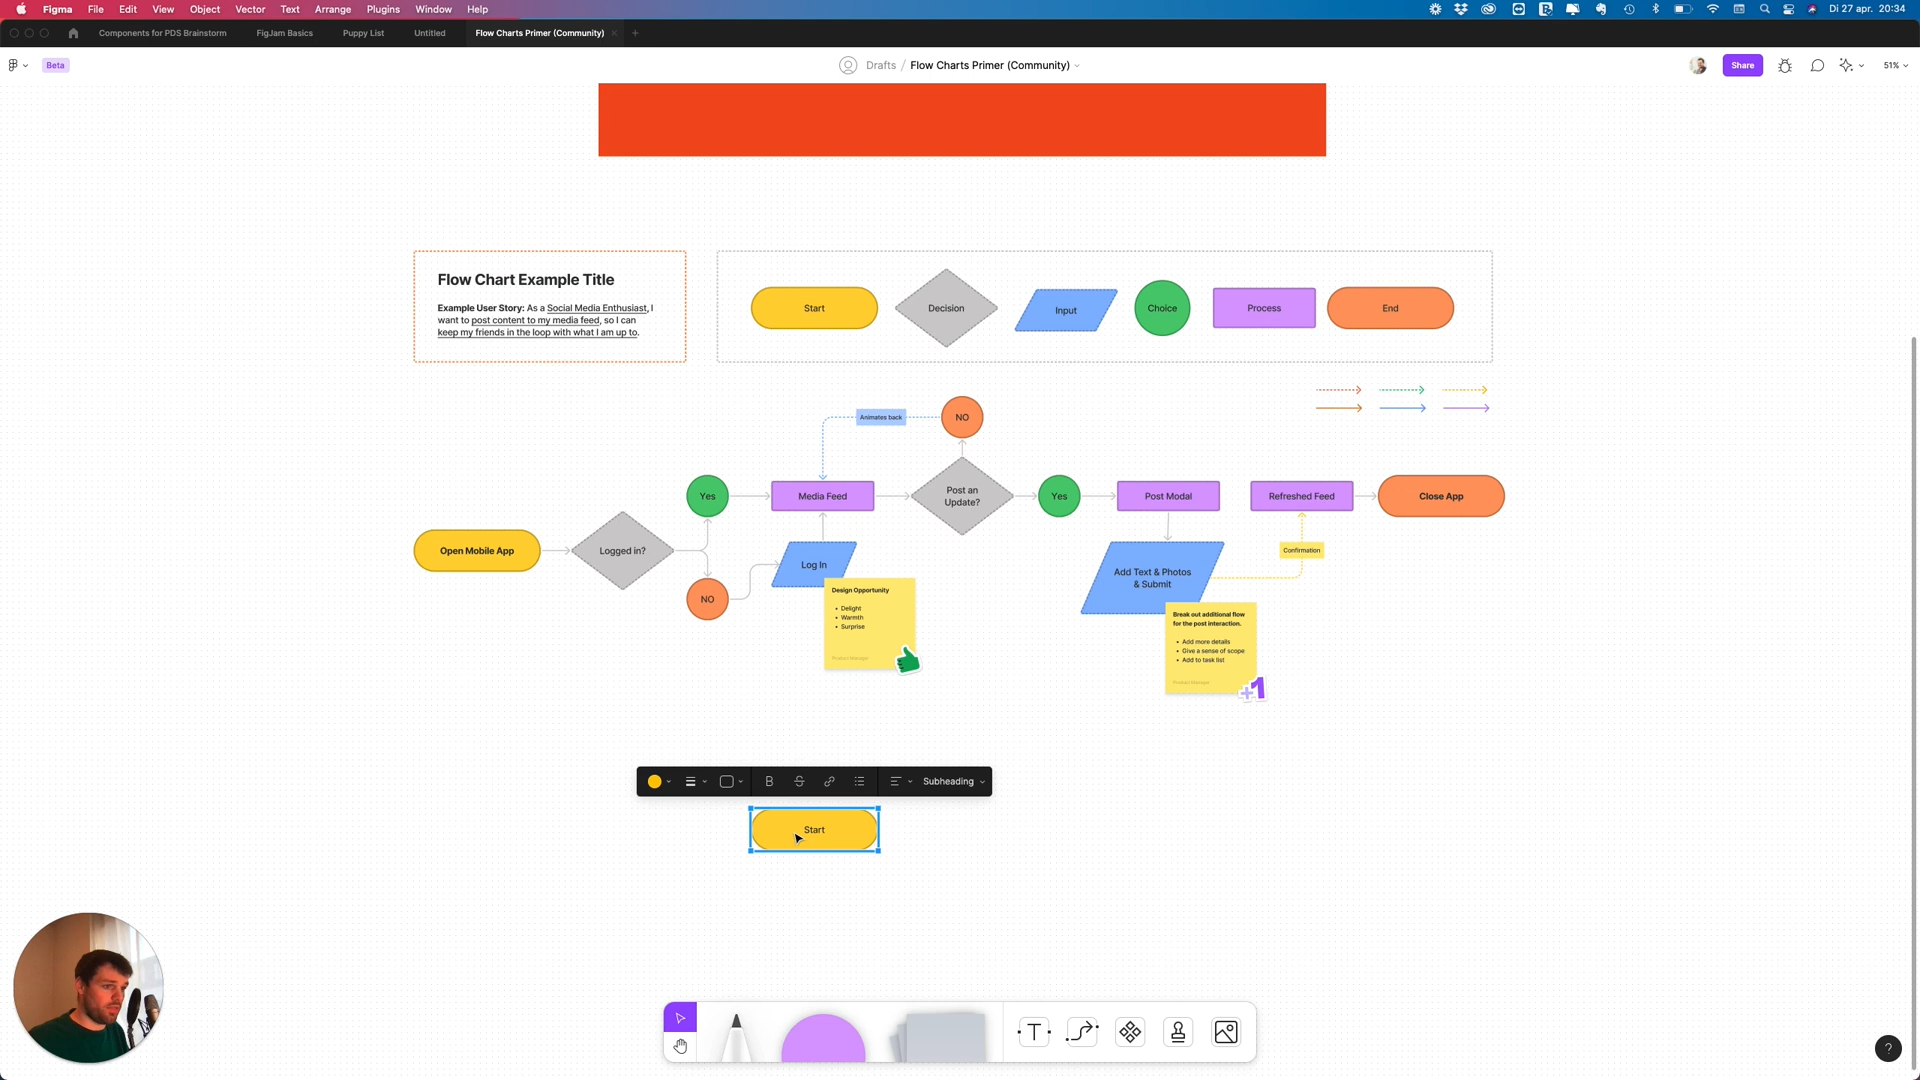 Figma File Edit View Object Vector Text Arrange Plugins Window Help
Di 27 apr. 20:34
Components for PDS Brainstorm
FigJam Basics
Puppy List
Untitled
Flow Charts Primer (Community)
Beta
Drafts / Flow Charts Primer (Community)
Share
51%
Flow Chart Example Title
Example User Story: As a Social Media Enthusiast, I
want to post content to my media feed, so I can
keep my friends in the loop with what I am up to.
Start
Decision
Input
Choice
Process
End
Animates back
NO
Yes
Media Feed
Post an
Update?
Yes
Post Modal
Refreshed Feed
Close App
Open Mobile App
Logged in?
Log In
NO
Add Text & Photos
& Submit
Confirmation
Design Opportunity
• Delight
• Warmth
• Surprise
Product Manager
Break out additional flow
for the post interaction.
• Add more details
• Give a sense of scope
• Add to task list
Product Manager
+1
B
S
Subheading
Start
T
?